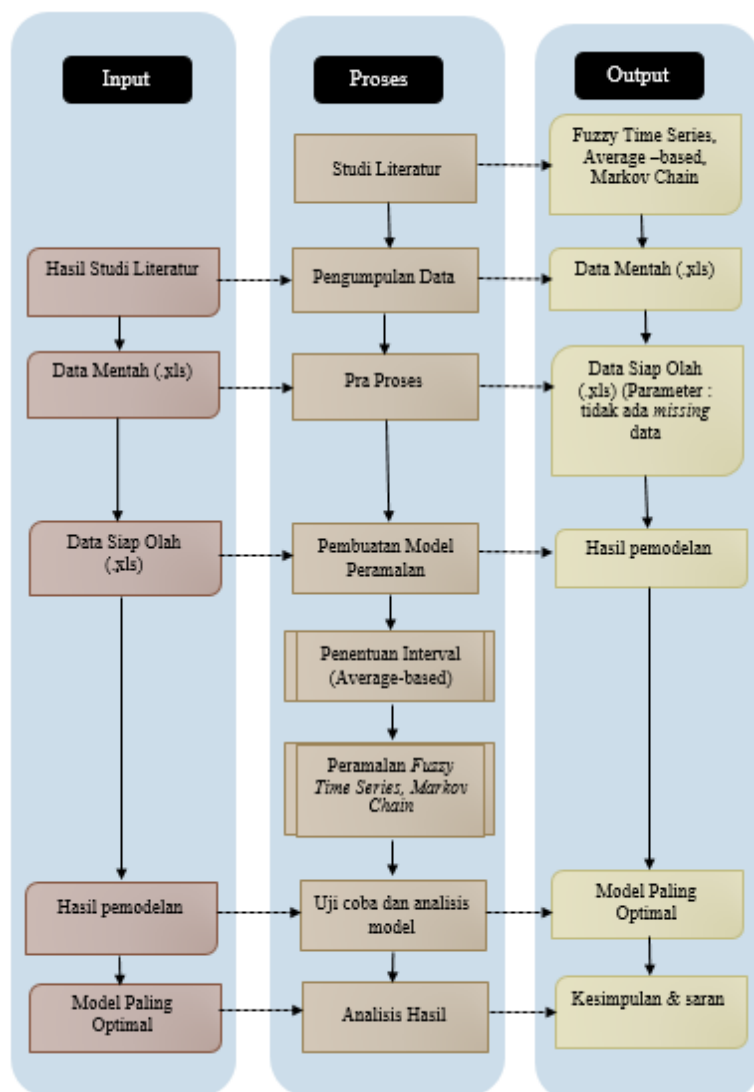 Input
Proses
Output
Studi Literatur
Fuzzy Time Series,
Average –based,
Markov Chain
Hasil Studi Literatur
Pengumpulan Data
Data Mentah (.xls)
Data Mentah (.xls)
Pra Proses
Data Siap Olah
(.xls) (Parameter :
tidak ada missing
data
Data Siap Olah
(.xls)
Pembuatan Model
Peramalan
Hasil pemodelan
Penentuan Interval
(Average-based)
Peramalan Fuzzy
Time Series, Markov
Chain
Hasil pemodelan
Uji coba dan analisis
model
Model Paling
Optimal
Model Paling
Optimal
Analisis Hasil
Kesimpulan & saran